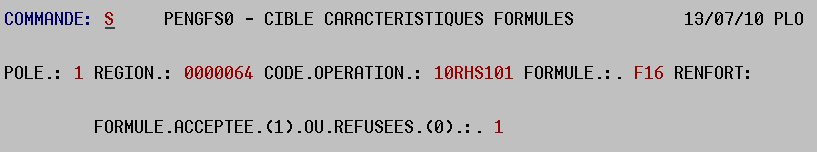 COMMANDE: S PENGFS0 - CIBLE CARACTERISTIQUES FORMULES 13/07/10 PLO
POLE.: 1 REGION.: 0000064 CODE.OPERATION.: 10RHS101 FORMULE.:. F16 RENFORT:
FORMULE.ACCEPTEE.(1).OU.REFUSEES.(0).:. 1